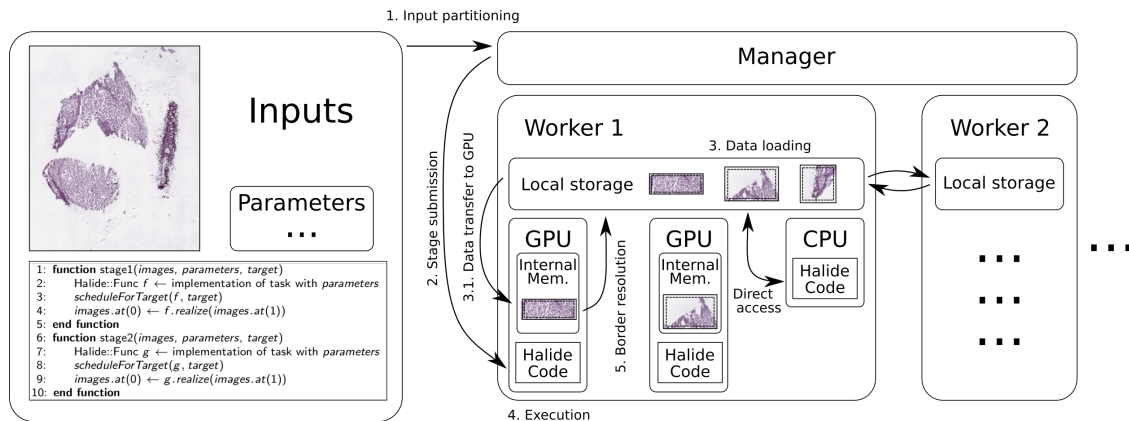 1. Input partitioning
Inputs
Parameters
...
1: function stage1(images, parameters, target)
2: Halide::Func f ← implementation of task with parameters
3: scheduleForTarget(f, target)
4: images.at(0) ← f.realize(images.at(1))
5: end function
6: function stage2(images, parameters, target)
7: Halide::Func g ← implementation of task with parameters
8: scheduleForTarget(g, target)
9: images.at(0) ← g.realize(images.at(1))
10: end function
Manager
2. Stage submission
3.1. Data transfer to GPU
Worker 1
3. Data loading
Local storage
GPU
Internal
Mem.
Halide
Code
5. Border resolution
GPU
Internal
Mem.
Halide
Code
Direct
access
CPU
Halide
Code
4. Execution
Worker 2
Local storage
...
...
...
...